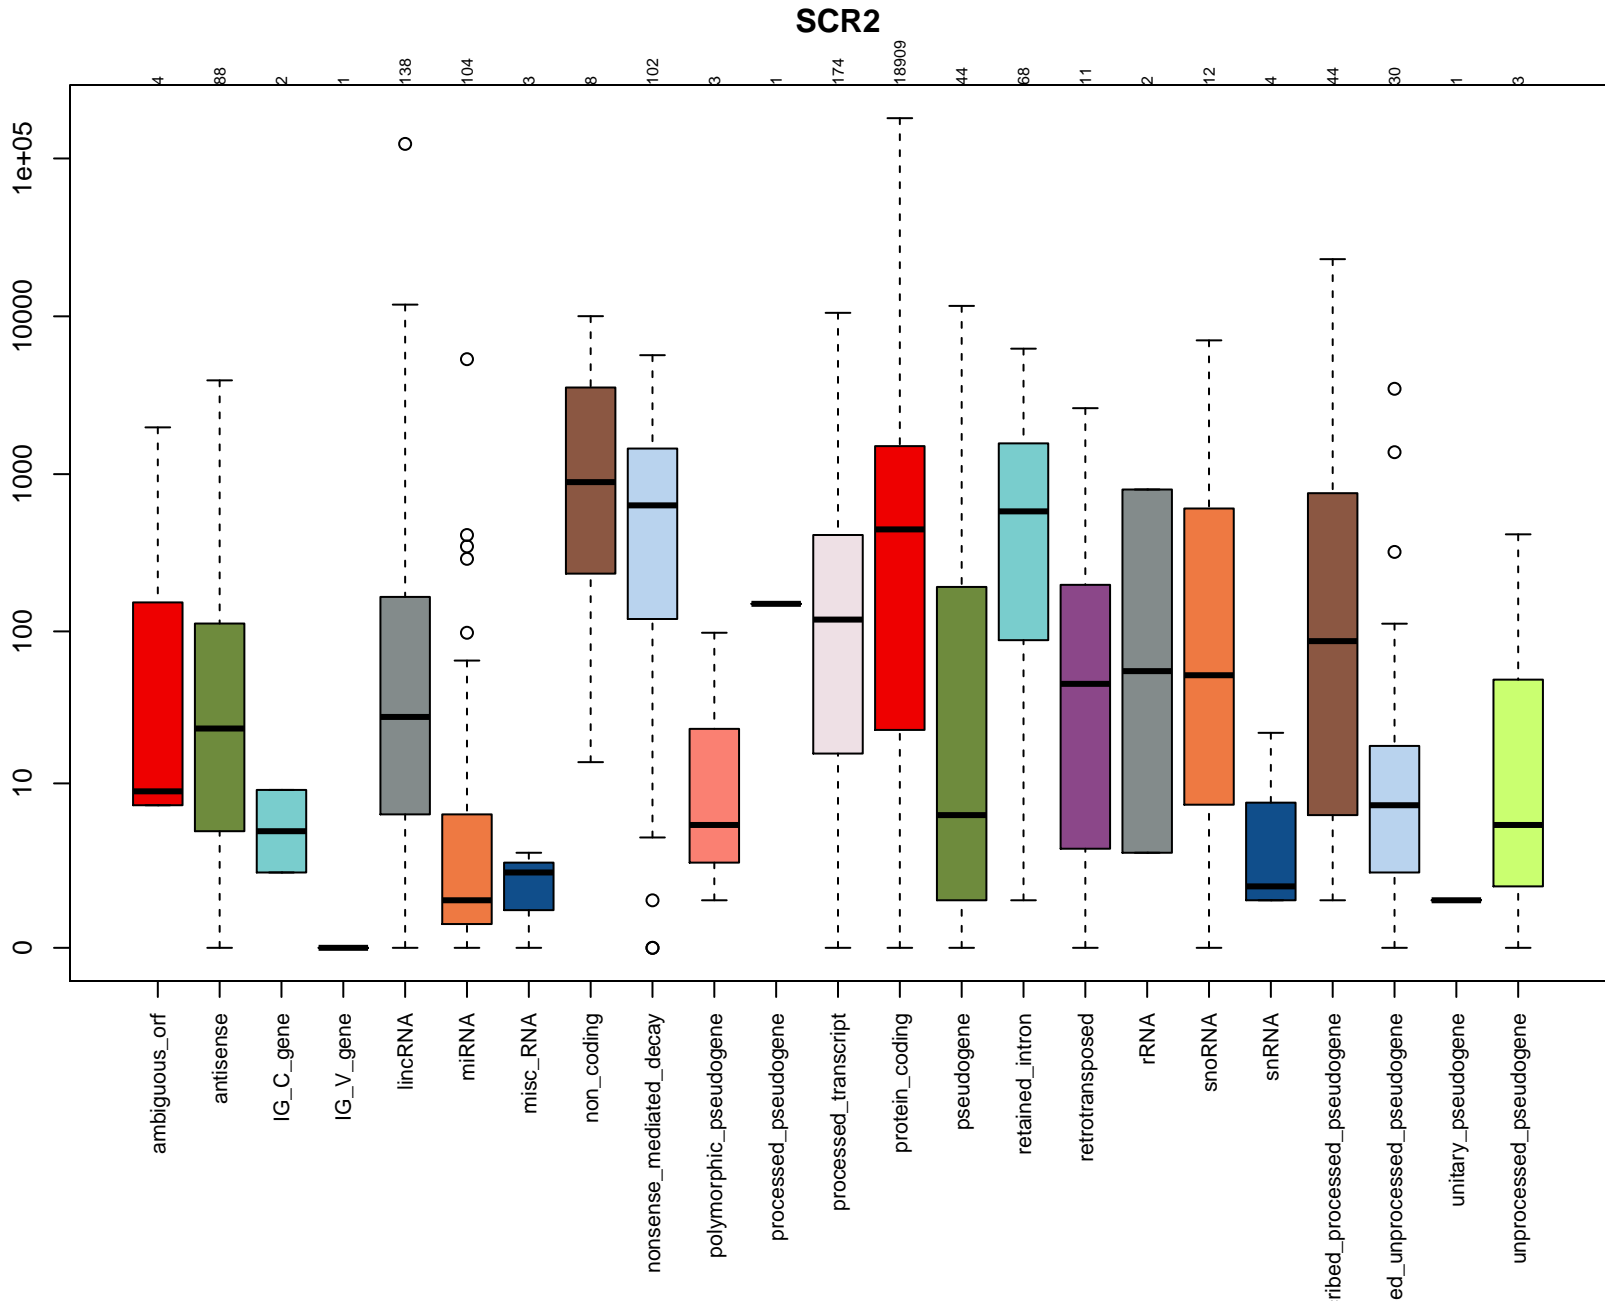 SCR2
4 88 2 1 138 104 3 8 102 3 1 174 18909 44 68 11 2 12 4 44 30 1 3
1e+05
10000
1000
100
10
0
ambiguous_orf
antisense
IG_C_gene
IG_V_gene
lincRNA
miRNA
misc_RNA
non_coding
nonsense_mediated_decay
polymorphic_pseudogene
processed_pseudogene
processed_transcript
protein_coding
pseudogene
retained_intron
retrotransposed
rRNA
snoRNA
snRNA
ribed_processed_pseudogene
ed_unprocessed_pseudogene
unitary_pseudogene
unprocessed_pseudogene